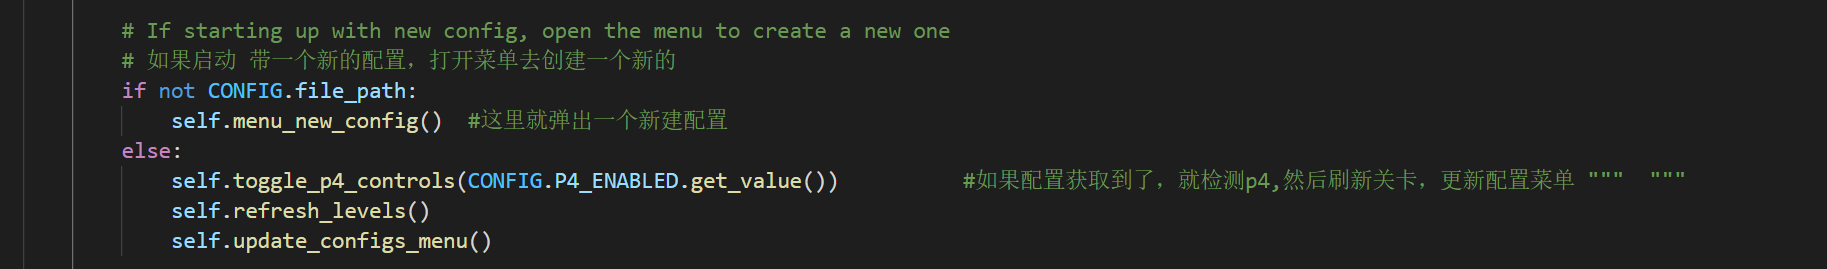 # If starting up with new config, open the menu to create a new one
# 如果启动 带一个新的配置，打开菜单去创建一个新的
if not CONFIG.file_path:
self.menu_new_config()  #这里就弹出一个新建配置
else:
self.toggle_p4_controls(CONFIG.P4_ENABLED.get_value())          #如果配置获取到了，就检测p4,然后刷新关卡，更新配置菜单 """  """
self.refresh_levels()
self.update_configs_menu()